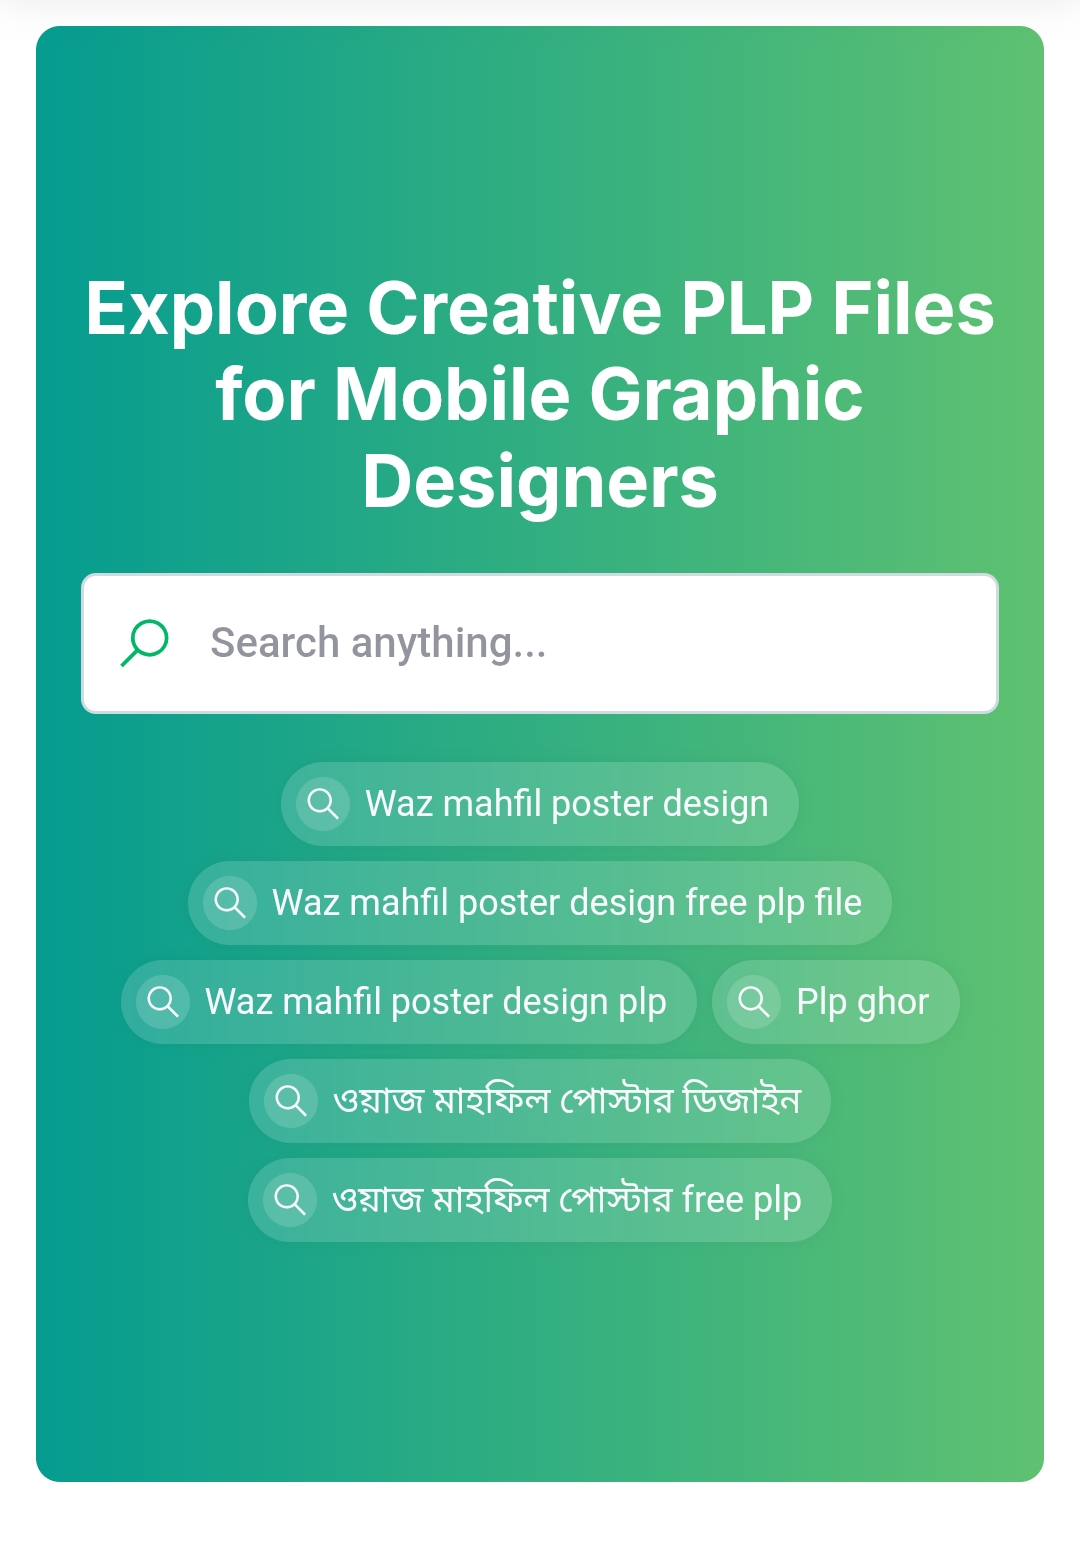 Explore Creative PLP Files
for Mobile Graphic
Designers
Search anything...
Waz mahfil poster design
Waz mahfil poster design free plp file
Waz mahfil poster design plp
Plp ghor
ওয়াজ মাহফিল পোস্টার ডিজাইন
ওয়াজ মাহফিল পোস্টার free plp